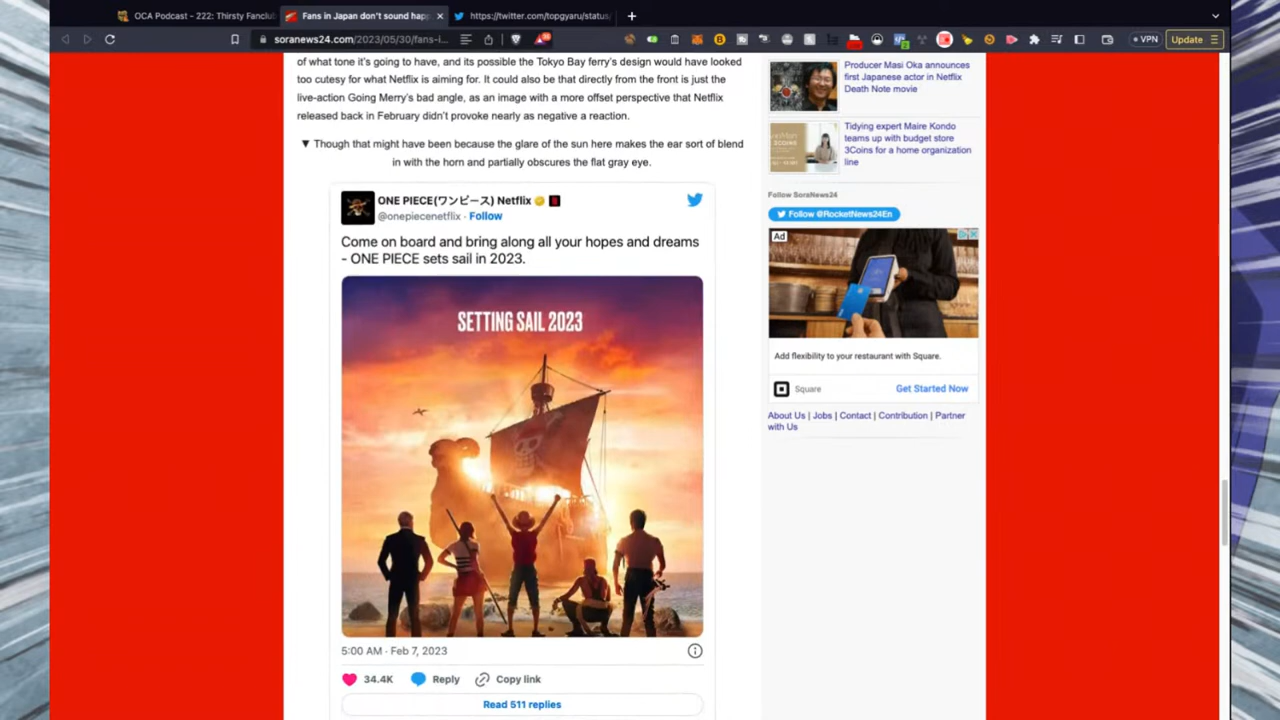 OCA Podcast - 222: Thirsty Fanclub
Fans in Japan don't sound happ
https://twitter.com/topgyaru/status/
soranews24.com/2023/05/30/fans-i...
VPN
Update
of what tone it's going to have, and its possible the Tokyo Bay ferry's design would have looked
too cutesy for what Netflix is aiming for. It could also be that directly from the front is just the
live-action Going Merry's bad angle, as an image with a more offset perspective that Netflix
released back in February didn't provoke nearly as negative a reaction.
▼ Though that might have been because the glare of the sun here makes the ear sort of blend
in with the horn and partially obscures the flat gray eye.
ONE PIECE(ワンピース) Netflix
@onepiecenetflix · Follow
Come on board and bring along all your hopes and dreams
- ONE PIECE sets sail in 2023.
SETTING SAIL 2023
5:00 AM · Feb 7, 2023
34.4K
Reply
Copy link
Read 511 replies
Producer Masi Oka announces
first Japanese actor in Netflix
Death Note movie
Tidying expert Maire Kondo
teams up with budget store
3Coins for a home organization
line
3COINS
Follow SoraNews24
Follow @RocketNews24En
Ad
Add flexibility to your restaurant with Square.
Square
Get Started Now
About Us | Jobs | Contact | Contribution | Partner
with Us